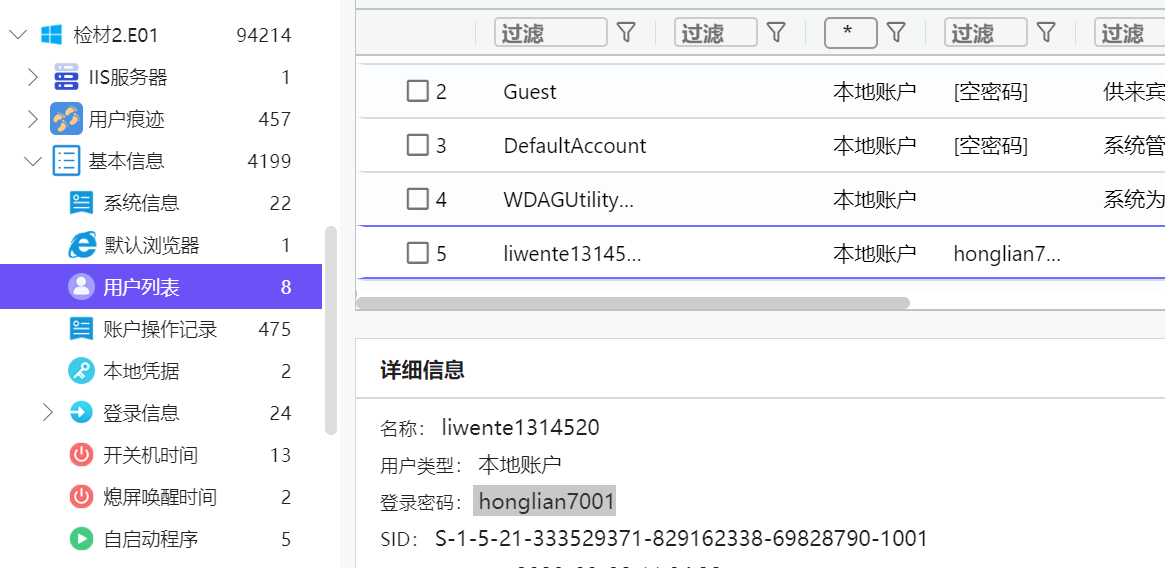 检材2.E01 94214
IIS服务器 1
用户痕迹 457
基本信息 4199
系统信息 22
默认浏览器 1
用户列表 8
账户操作记录 475
本地凭据 2
登录信息 24
开关机时间 13
熄屏唤醒时间 2
自启动程序 5
过滤 过滤 * 过滤 过滤
2 Guest 本地账户 [空密码] 供来宾
3 DefaultAccount 本地账户 [空密码] 系统管
4 WDAGUtility... 本地账户 系统为
5 liwente13145... 本地账户 honglian7...
详细信息
名称： liwente1314520
用户类型： 本地账户
登录密码： honglian7001
SID： S-1-5-21-333529371-829162338-69828790-1001